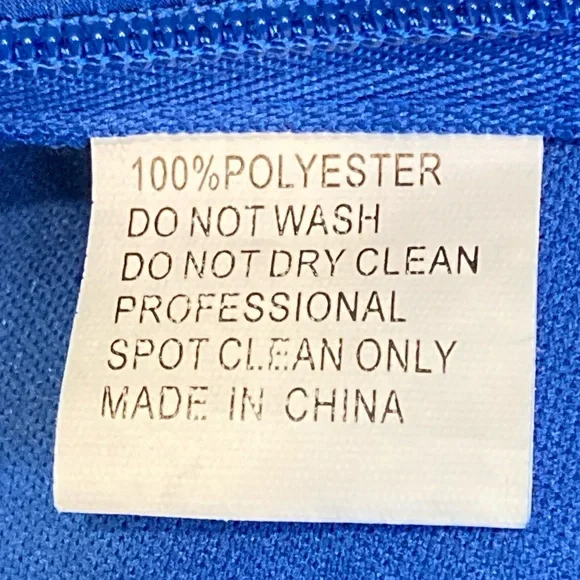 100%POLYESTER
DO NOT WASH
DO NOT DRY CLEAN
PROFESSIONAL
SPOT CLEAN ONLY
MADE IN CHINA